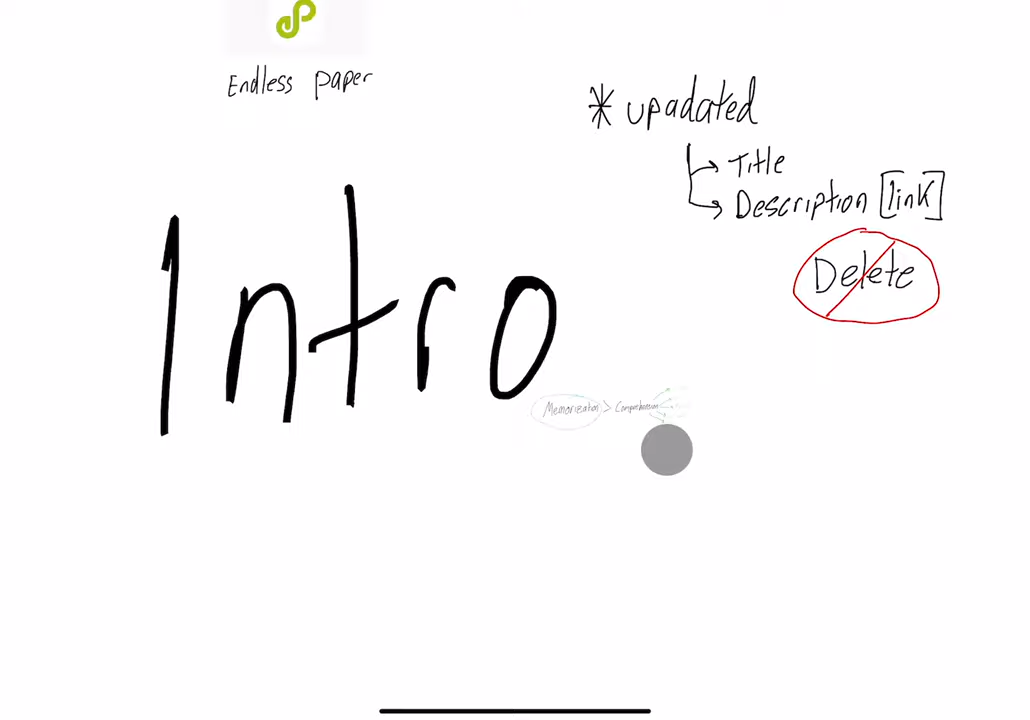 Endless paper
* upadated
Title
Description [link]
Delete
Intro
Memorization > Comprehension